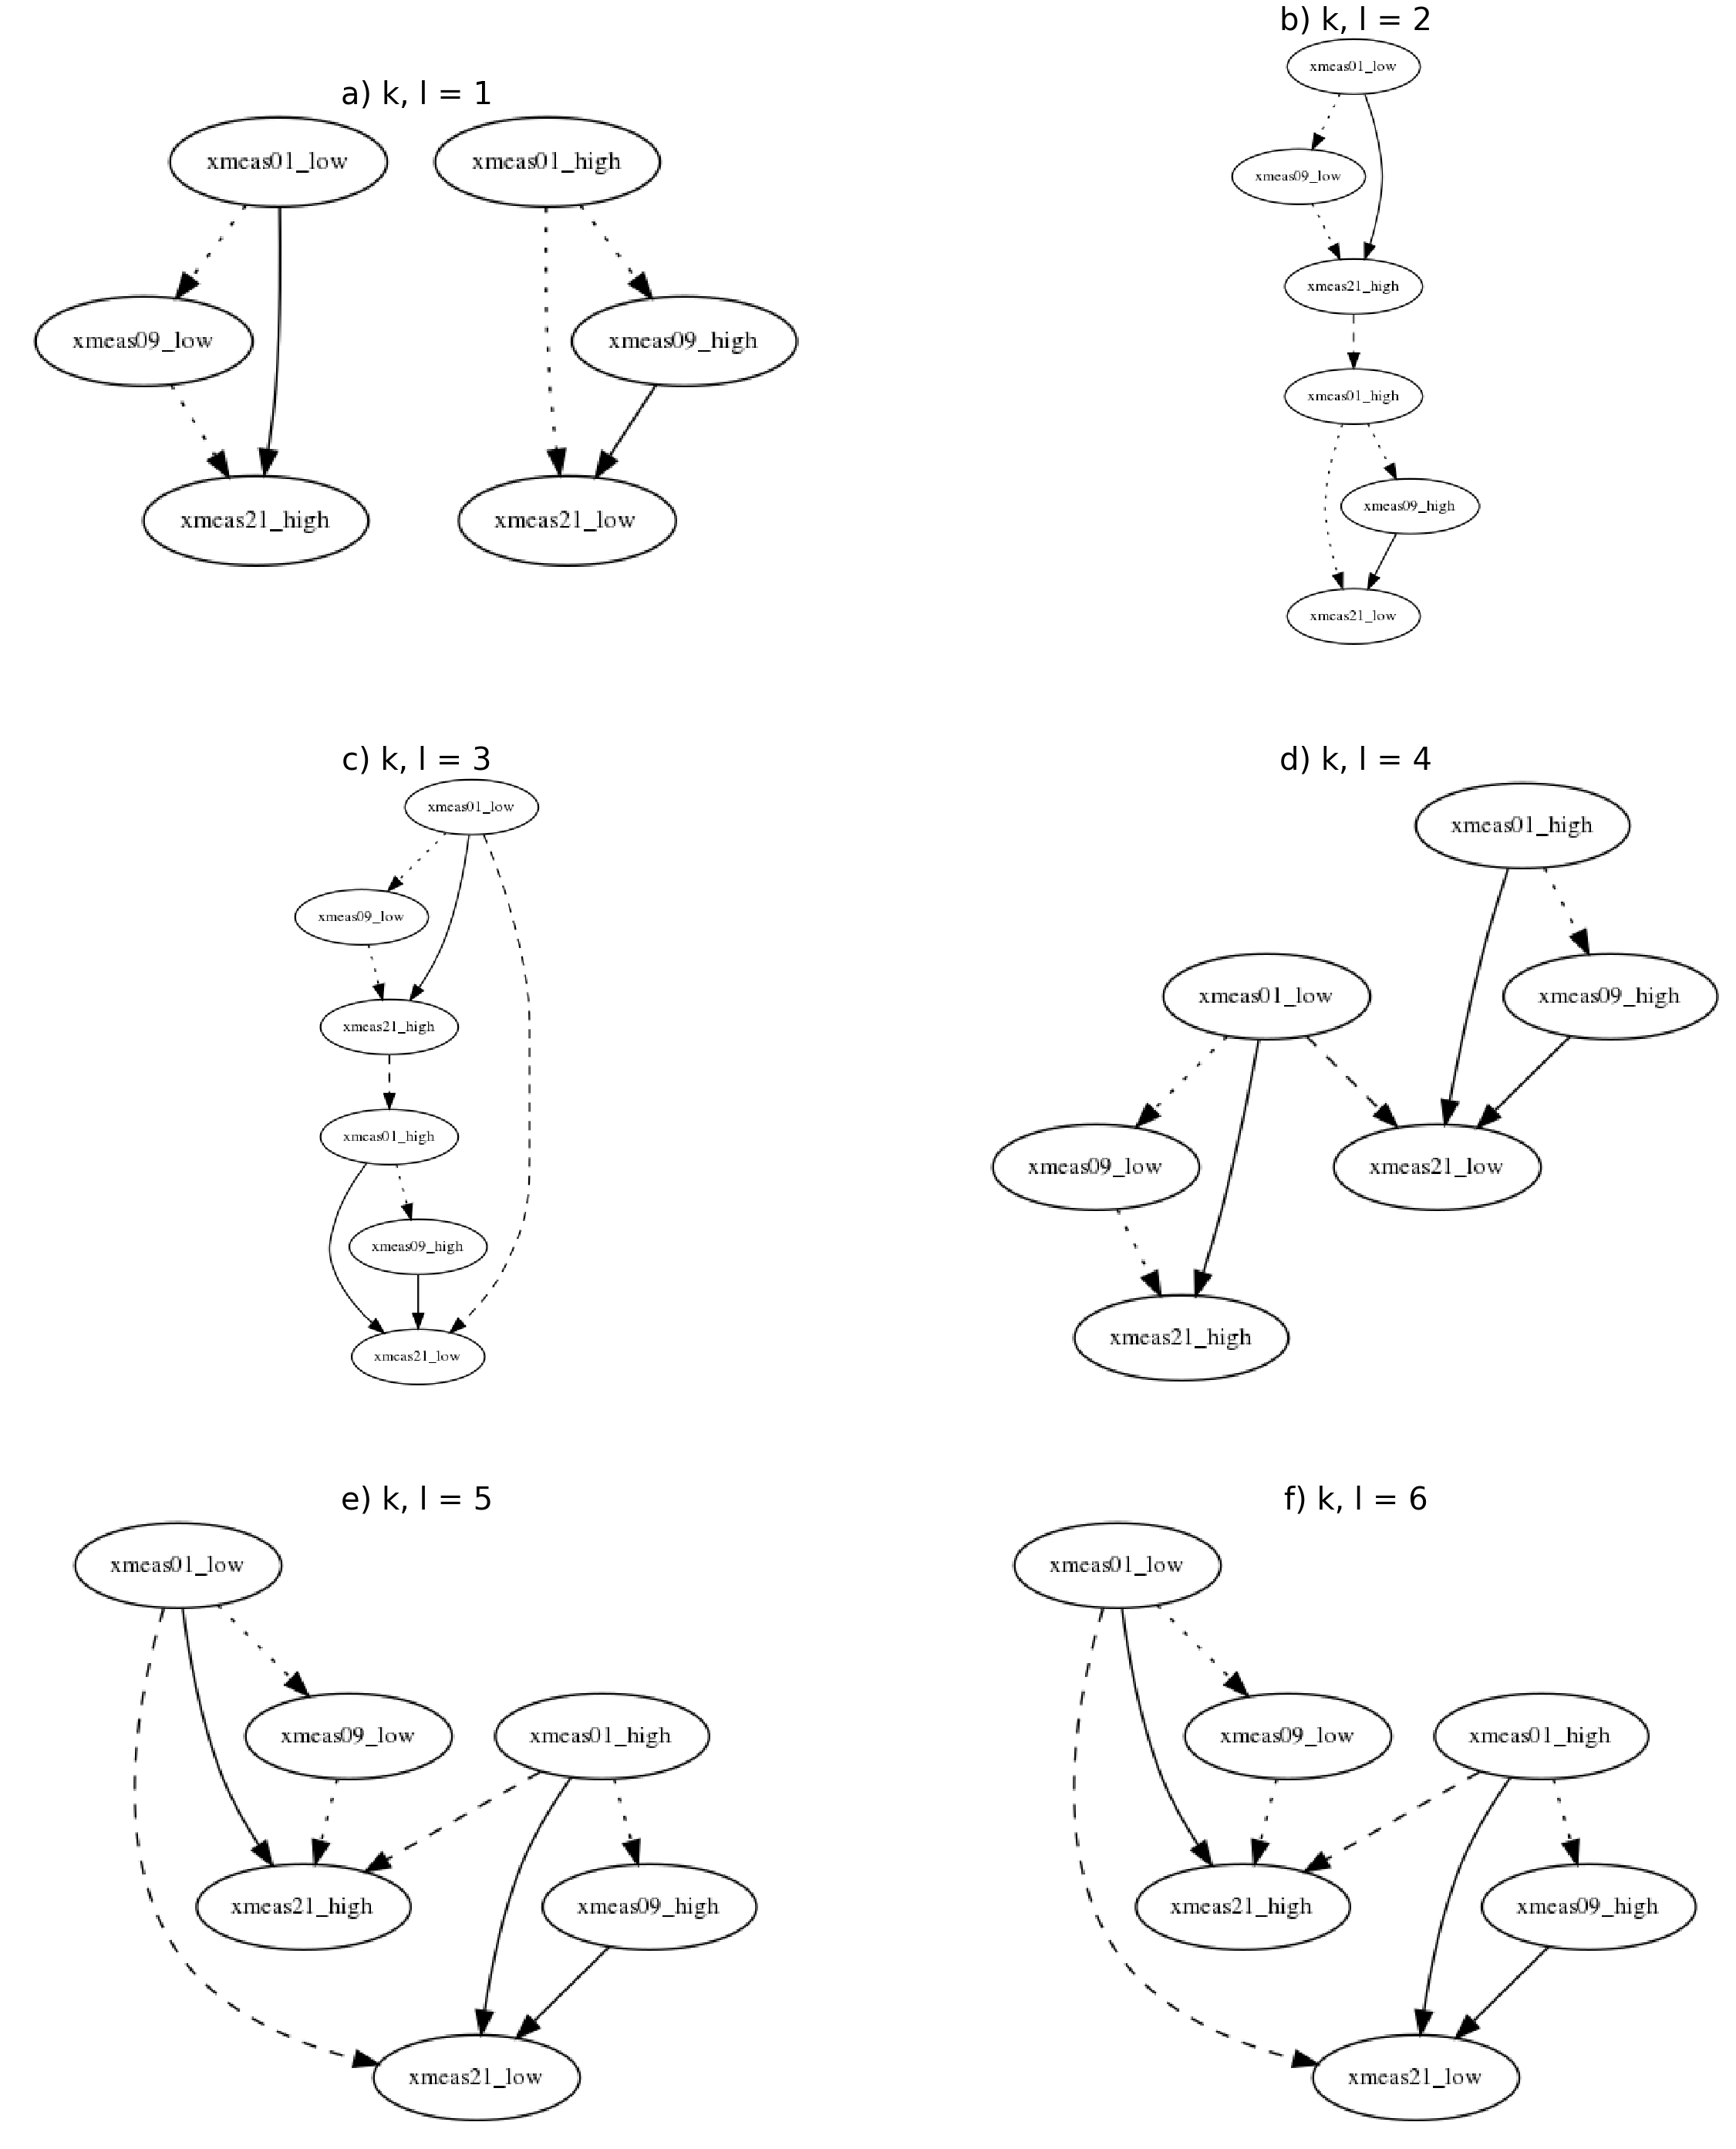 a) k, l = 1
xmeas01_low
xmeas01_high
xmeas09_low
xmeas09_high
xmeas21_high
xmeas21_low
b) k, l = 2
xmeas01_low
xmeas09_low
xmeas21_high
xmeas01_high
xmeas09_high
xmeas21_low
c) k, l = 3
xmeas01_low
xmeas09_low
xmeas21_high
xmeas01_high
xmeas09_high
xmeas21_low
d) k, l = 4
xmeas01_high
xmeas01_low
xmeas09_high
xmeas09_low
xmeas21_low
xmeas21_high
e) k, l = 5
xmeas01_low
xmeas09_low
xmeas01_high
xmeas21_high
xmeas09_high
xmeas21_low
f) k, l = 6
xmeas01_low
xmeas09_low
xmeas01_high
xmeas21_high
xmeas09_high
xmeas21_low